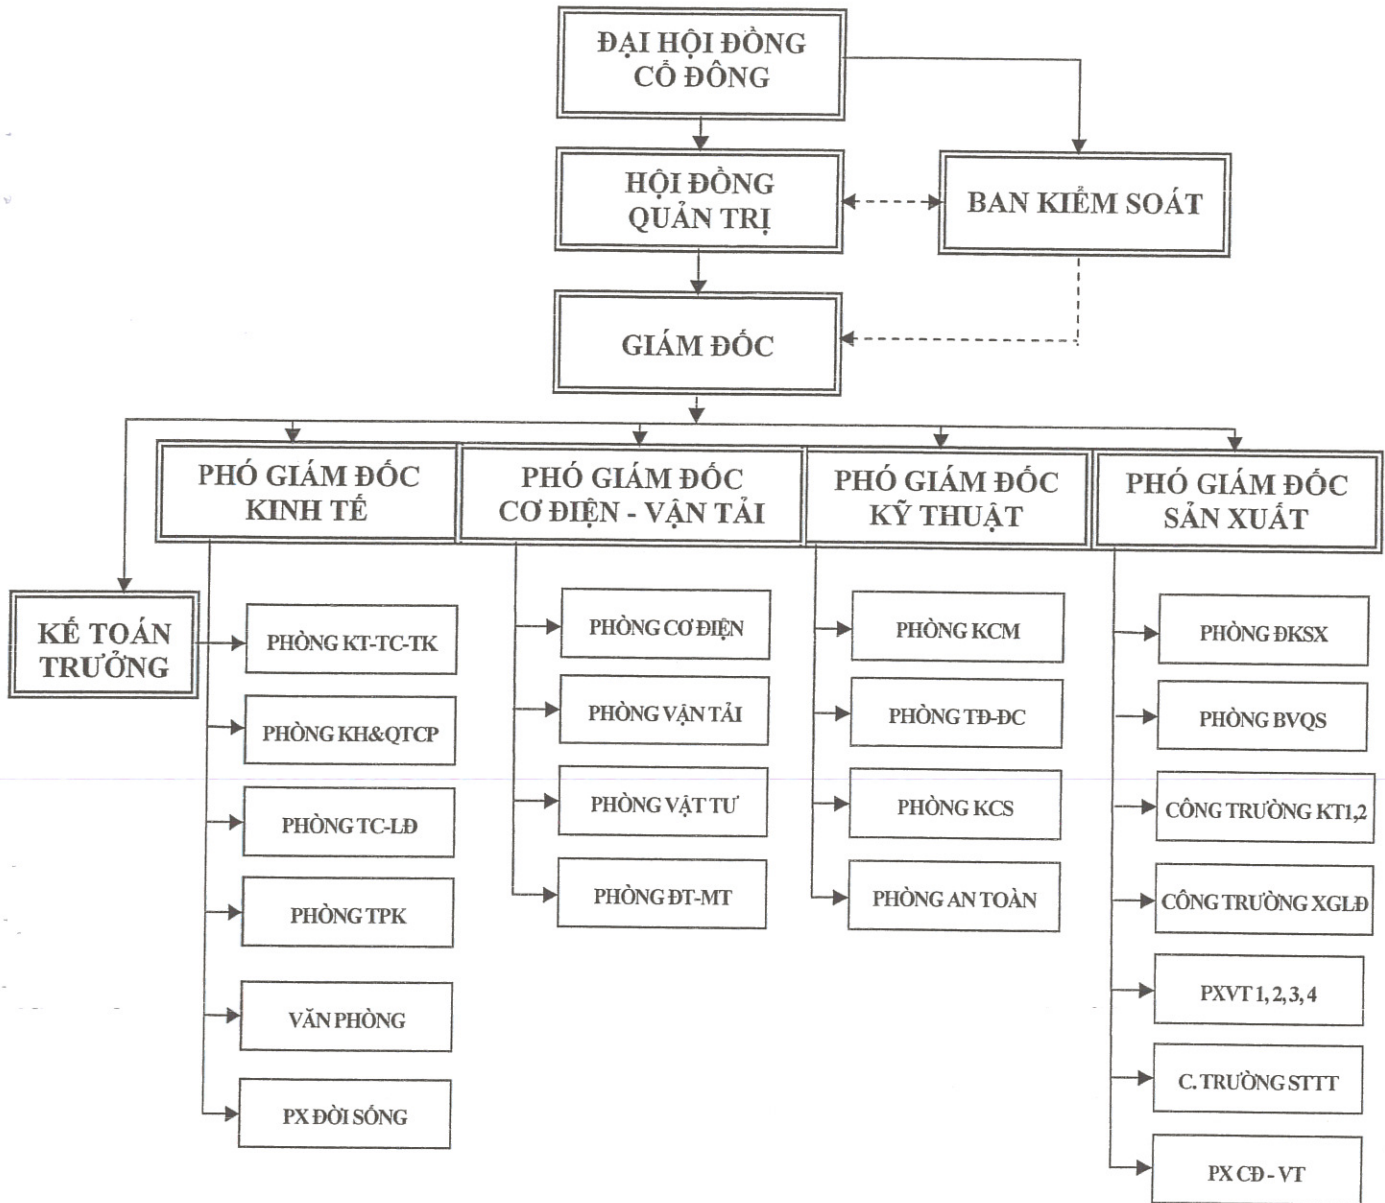 ĐẠI HỘI ĐỒNG
CỔ ĐÔNG
HỘI ĐỒNG
QUẢN TRỊ
BAN KIỂM SOÁT
GIÁM ĐỐC
PHÓ GIÁM ĐỐC
KINH TẾ
PHÓ GIÁM ĐỐC
CƠ ĐIỆN - VẬN TẢI
PHÓ GIÁM ĐỐC
KỸ THUẬT
PHÓ GIÁM ĐỐC
SẢN XUẤT
KẾ TOÁN
TRƯỞNG
PHÒNG KT-TC-TK
PHÒNG KH&QTCP
PHÒNG TC-LĐ
PHÒNG TPK
VĂN PHÒNG
PX ĐỜI SỐNG
PHÒNG CƠ ĐIỆN
PHÒNG VẬN TẢI
PHÒNG VẬT TƯ
PHÒNG ĐT-MT
PHÒNG KCM
PHÒNG TĐ-ĐC
PHÒNG KCS
PHÒNG AN TOÀN
PHÒNG ĐKSX
PHÒNG BVQS
CÔNG TRƯỜNG KT1,2
CÔNG TRƯỜNG XGLĐ
PXVT 1, 2, 3, 4
C. TRƯỜNG STTT
PX CĐ - VT